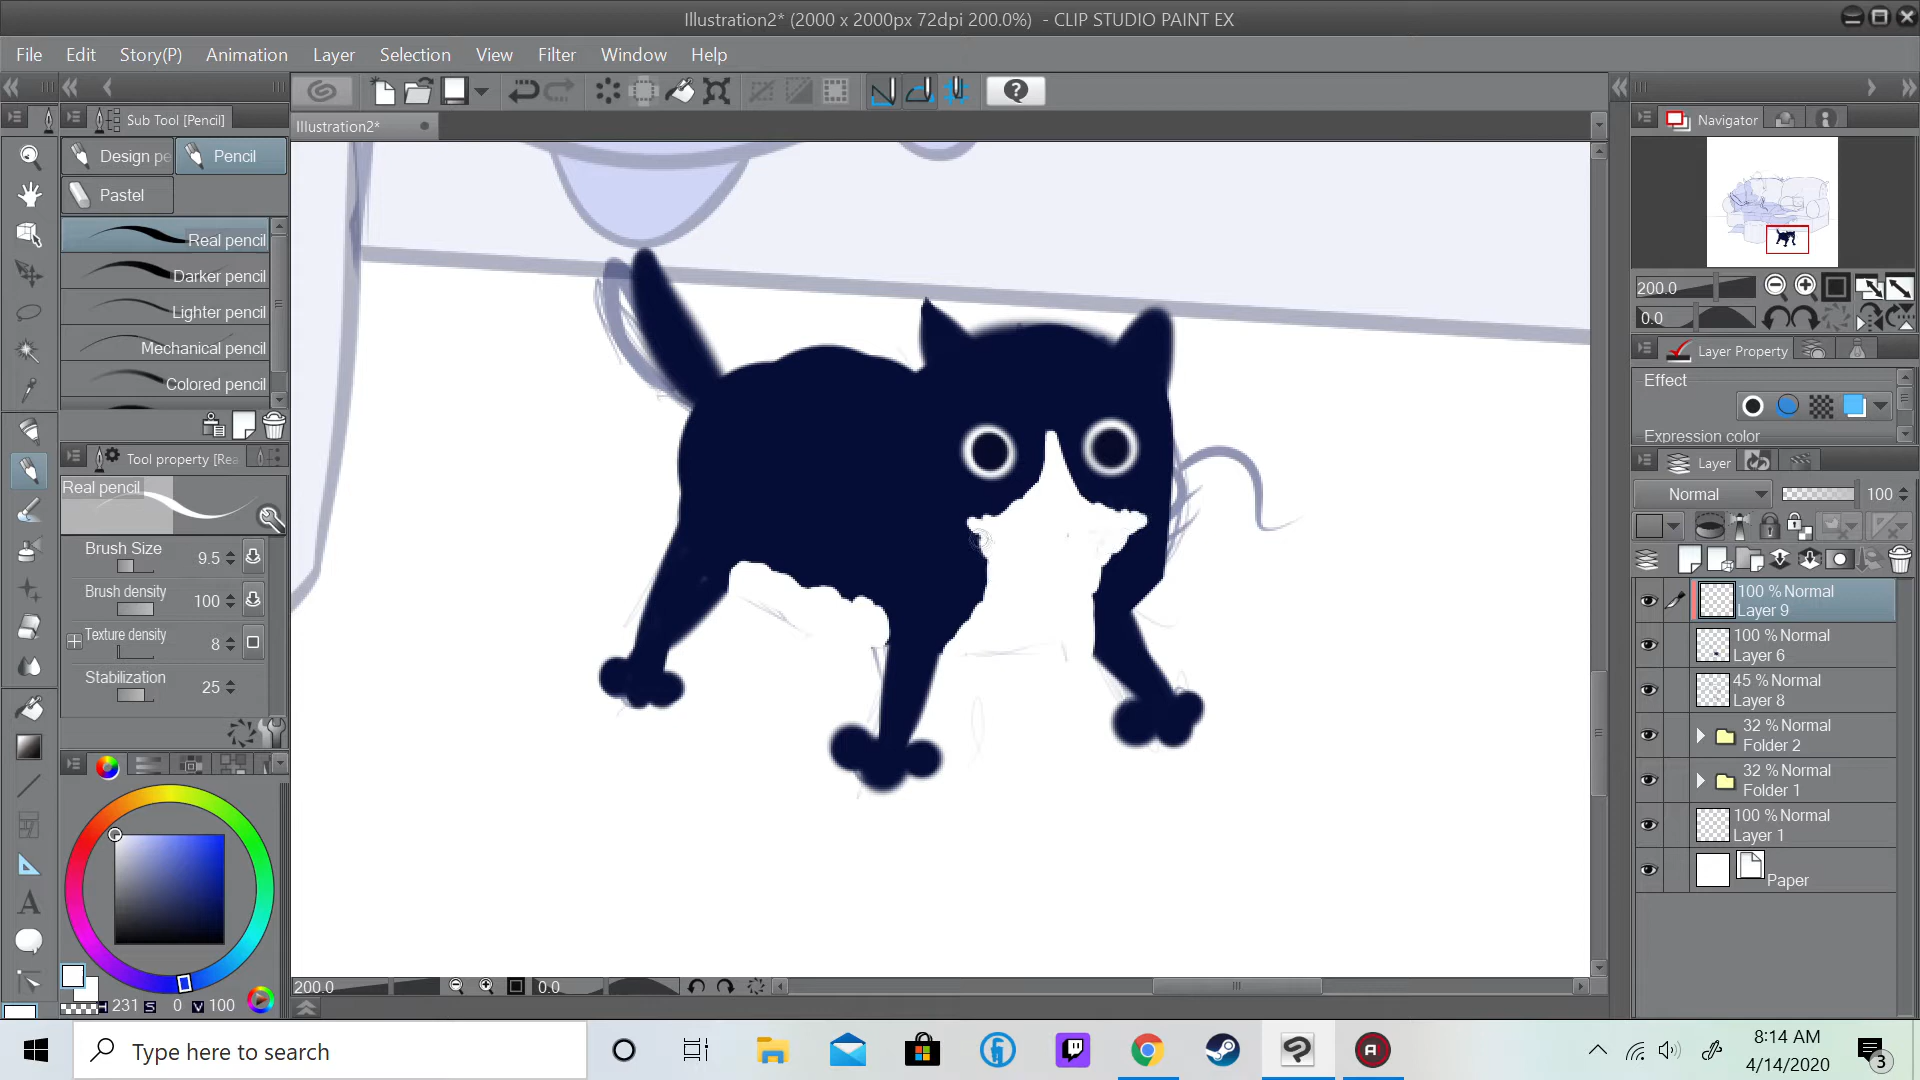 Illustration2* (2000 x 2000px 72dpi 200.0%)  - CLIP STUDIO PAINT EX
File Edit Story(P) Animation Layer Selection View Filter Window Help
Sub Tool [Pencil]
Illustration2*
Design pe
Pencil
Pastel
Real pencil
Darker pencil
Lighter pencil
Mechanical pencil
Colored pencil
Tool property [Rea
Real pencil
Brush Size 9.5
Brush density 100
Texture density 8
Stabilization 25
H 231 S 0 V 100
200.0 0.0
Navigator
200.0
0.0
Layer Property
Effect
Expression color
Layer
Normal 100
100 % Normal
Layer 9
100 % Normal
Layer 6
45 % Normal
Layer 8
32 % Normal
Folder 2
32 % Normal
Folder 1
100 % Normal
Layer 1
Paper
Type here to search
8:14 AM
4/14/2020
3